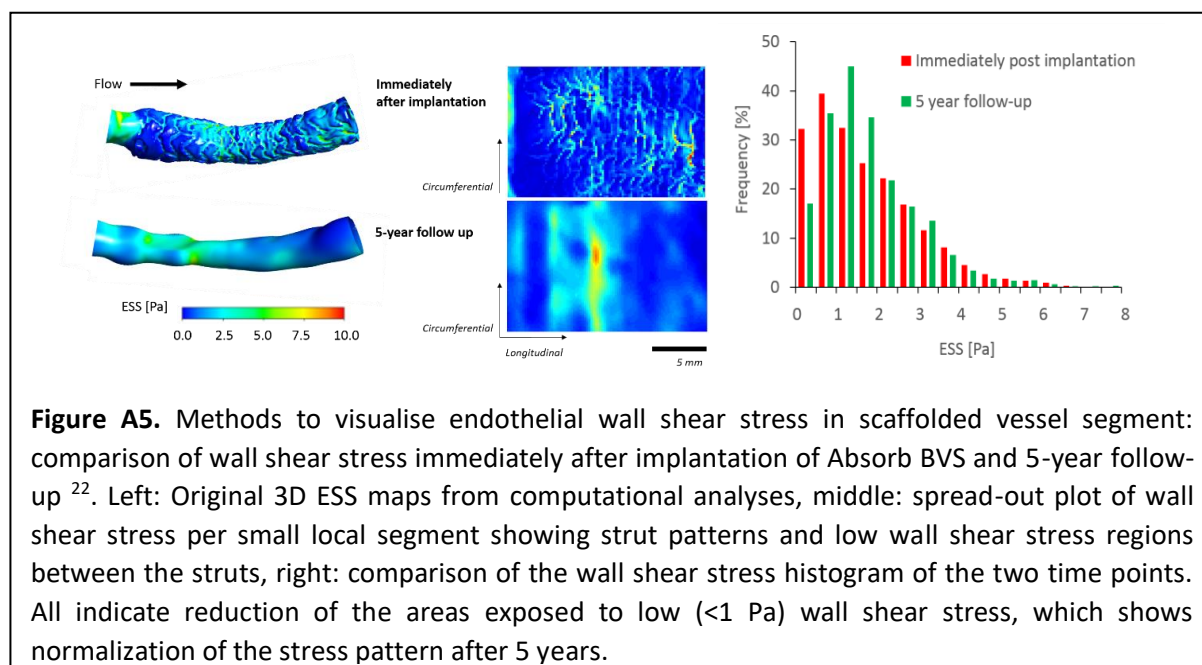 Flow
Immediately
after implantation
Circumferential
5-year follow up
ESS [Pa]
0.0 2.5 5.0 7.5 10.0
Circumferential
Longitudinal
5 mm
50
40
30
20
10
0
Frequency [%]
Immediately post implantation
5 year follow-up
0 1 2 3 4 5 6 7 8
ESS [Pa]
Figure A5. Methods to visualise endothelial wall shear stress in scaffolded vessel segment:
comparison of wall shear stress immediately after implantation of Absorb BVS and 5-year follow-
up 22. Left: Original 3D ESS maps from computational analyses, middle: spread-out plot of wall
shear stress per small local segment showing strut patterns and low wall shear stress regions
between the struts, right: comparison of the wall shear stress histogram of the two time points.
All indicate reduction of the areas exposed to low (<1 Pa) wall shear stress, which shows
normalization of the stress pattern after 5 years.